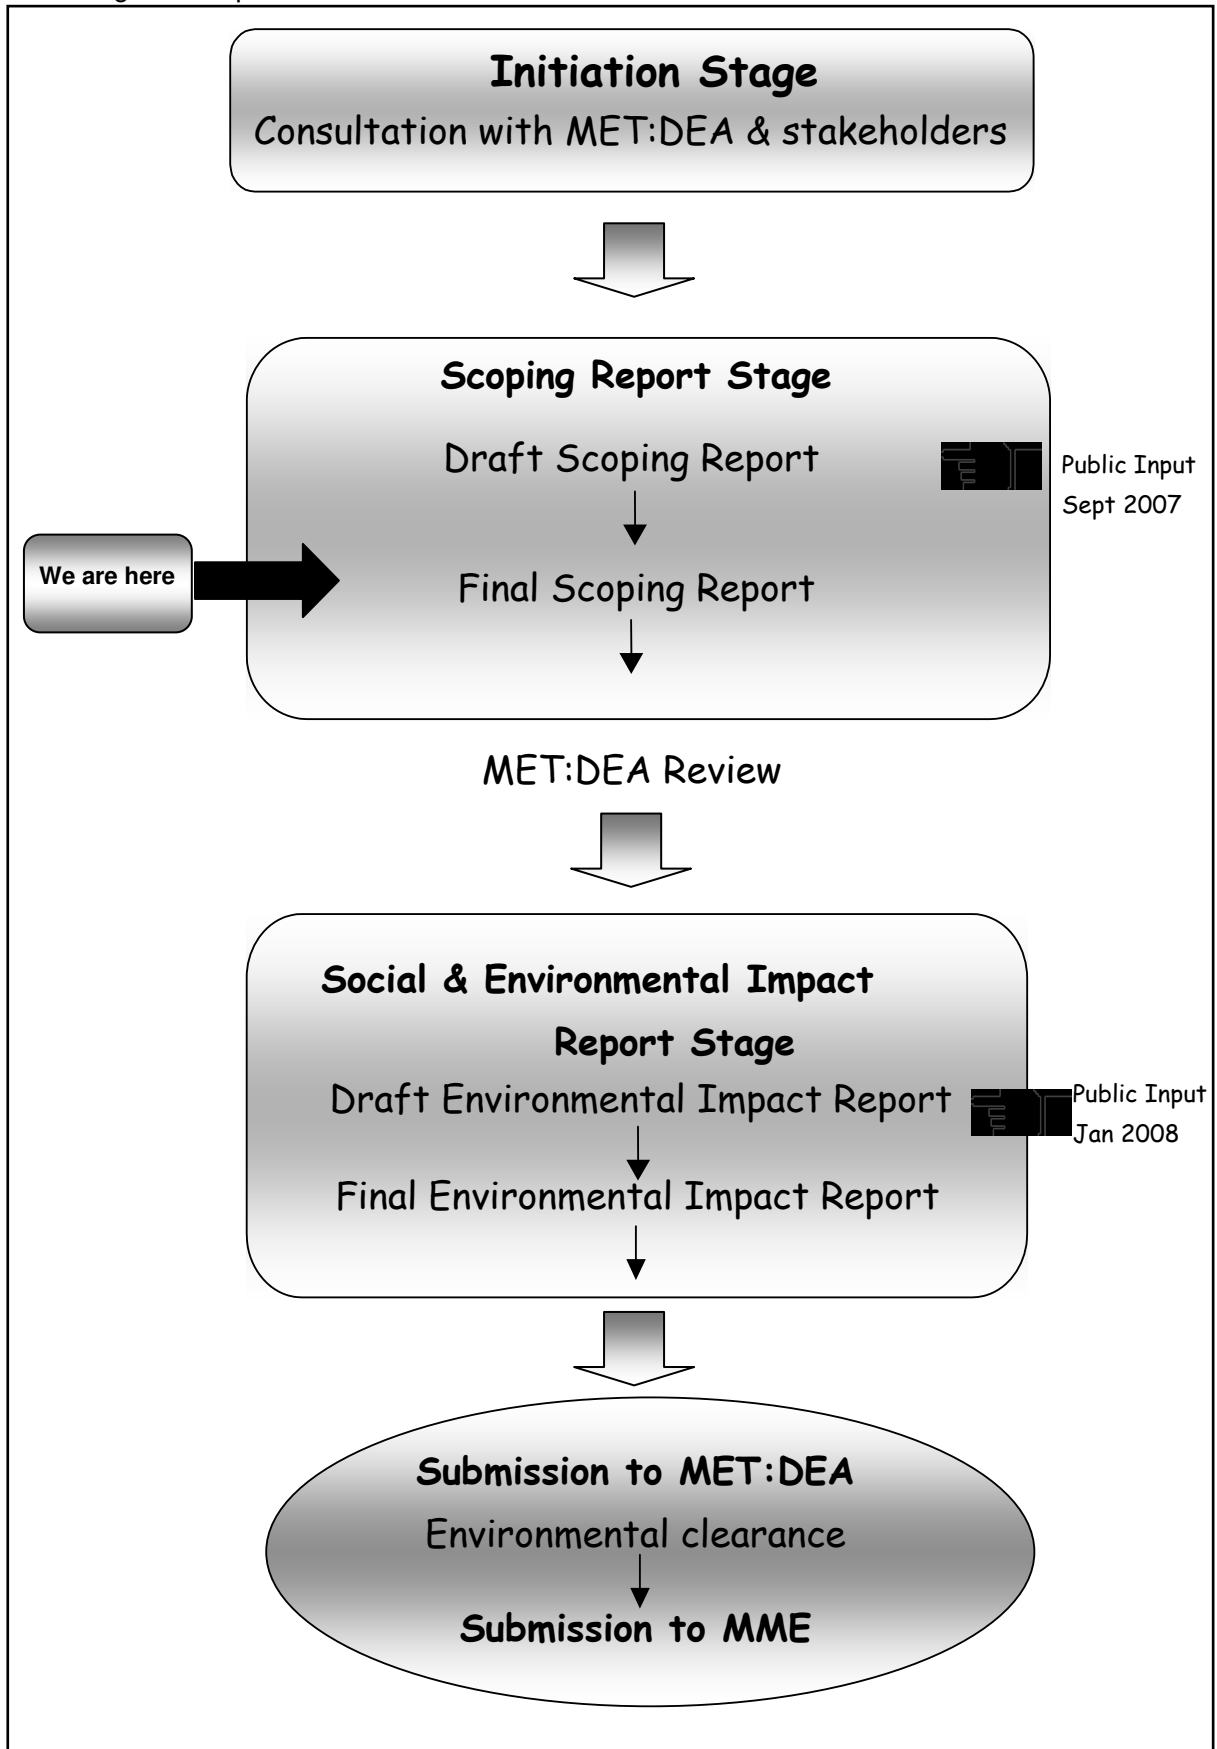 Initiation Stage
Consultation with MET:DEA & stakeholders
Scoping Report Stage
Draft Scoping Report
Public Input
Sept 2007
We are here
Final Scoping Report
MET:DEA Review
Social & Environmental Impact
Report Stage
Draft Environmental Impact Report
Public Input
Jan 2008
Final Environmental Impact Report
Submission to MET:DEA
Environmental clearance
Submission to MME